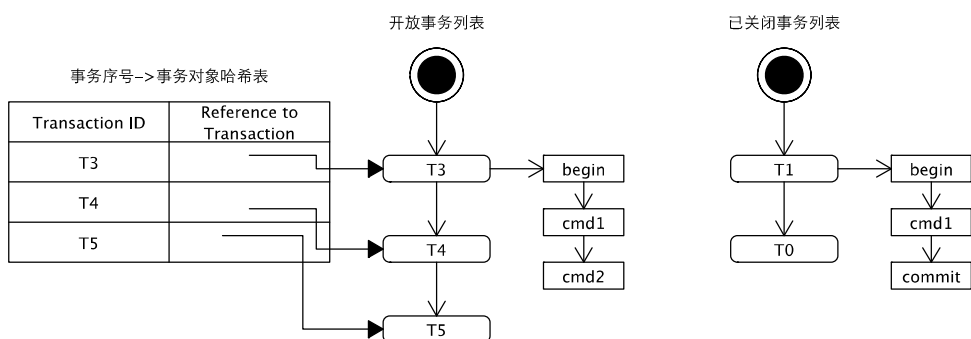 开放事务列表
已关闭事务列表
事务序号->事务对象哈希表
Transaction ID
Reference to
Transaction
T3
T4
T5
T3
begin
cmd1
T4
cmd2
T5
T1
begin
cmd1
T0
commit